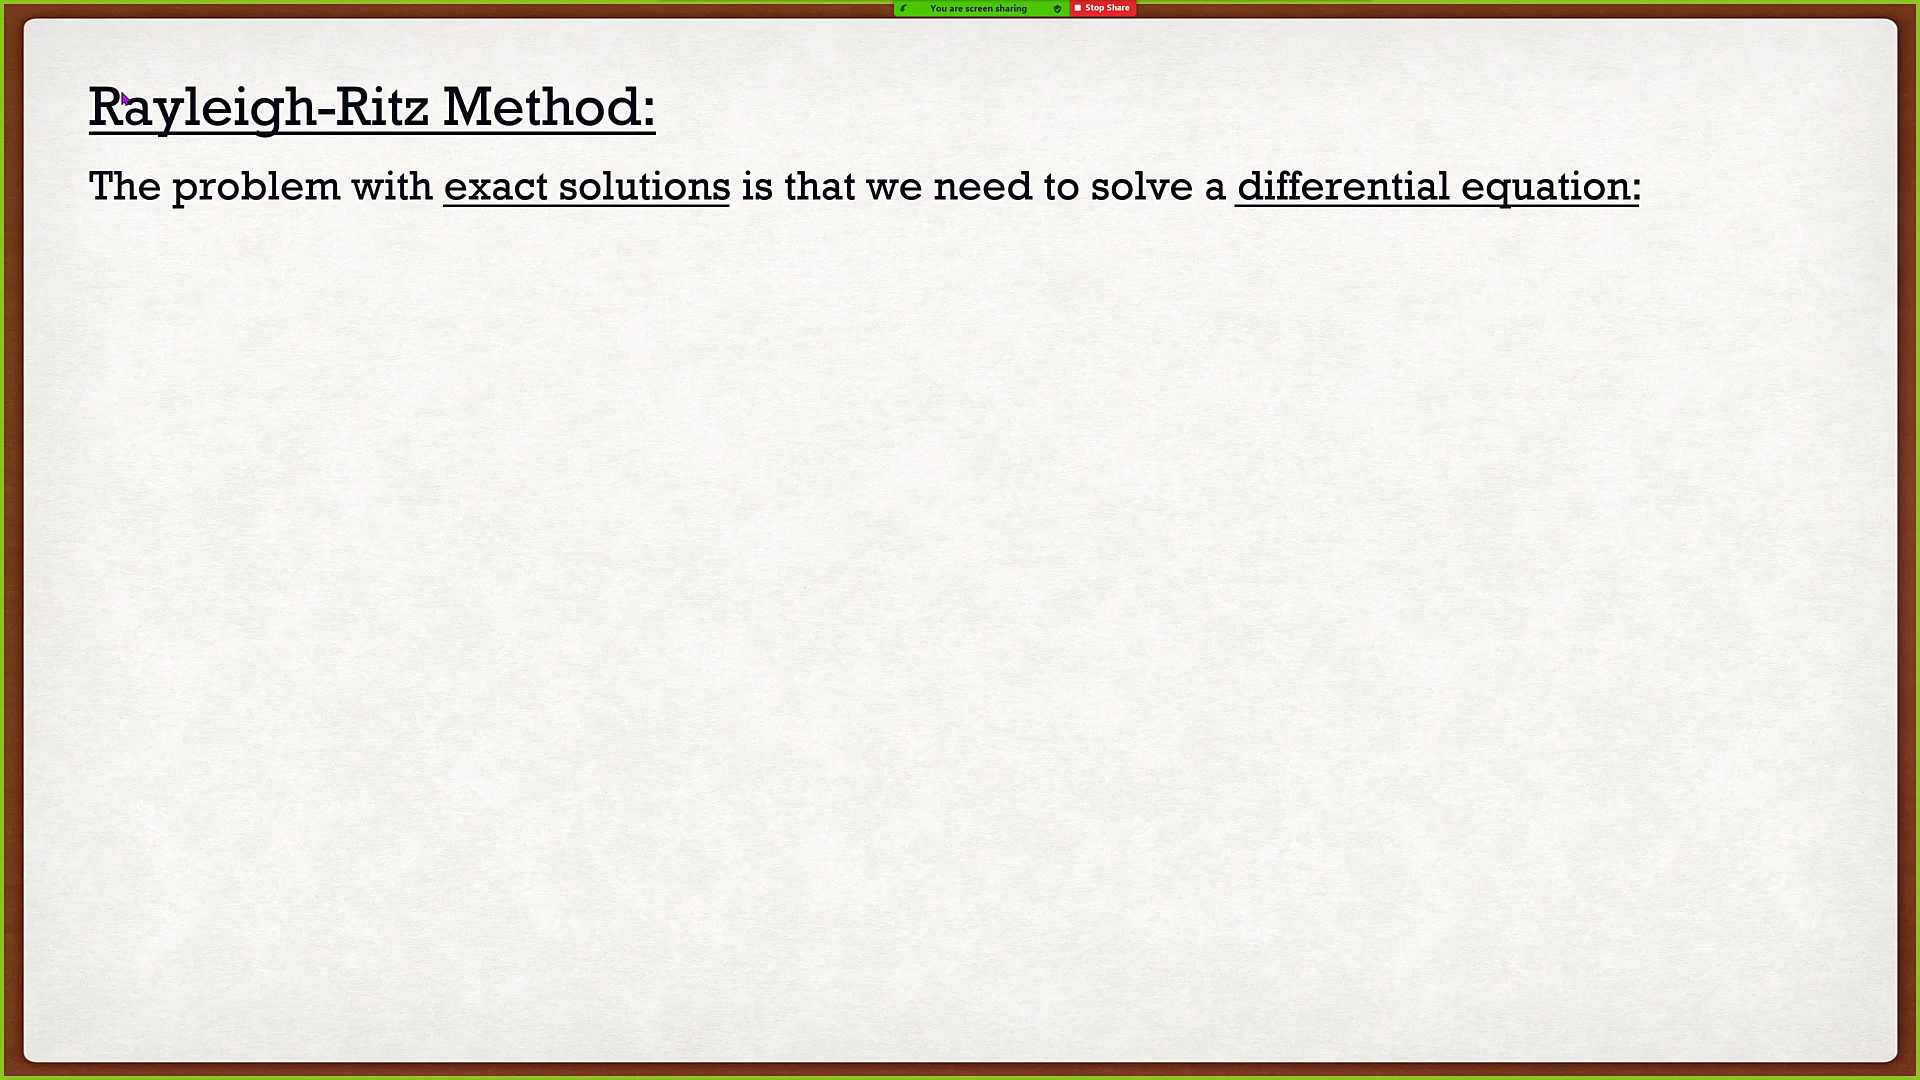 You are screen sharing
Stop Share
Rayleigh-Ritz Method:
The problem with exact solutions is that we need to solve a differential equation: